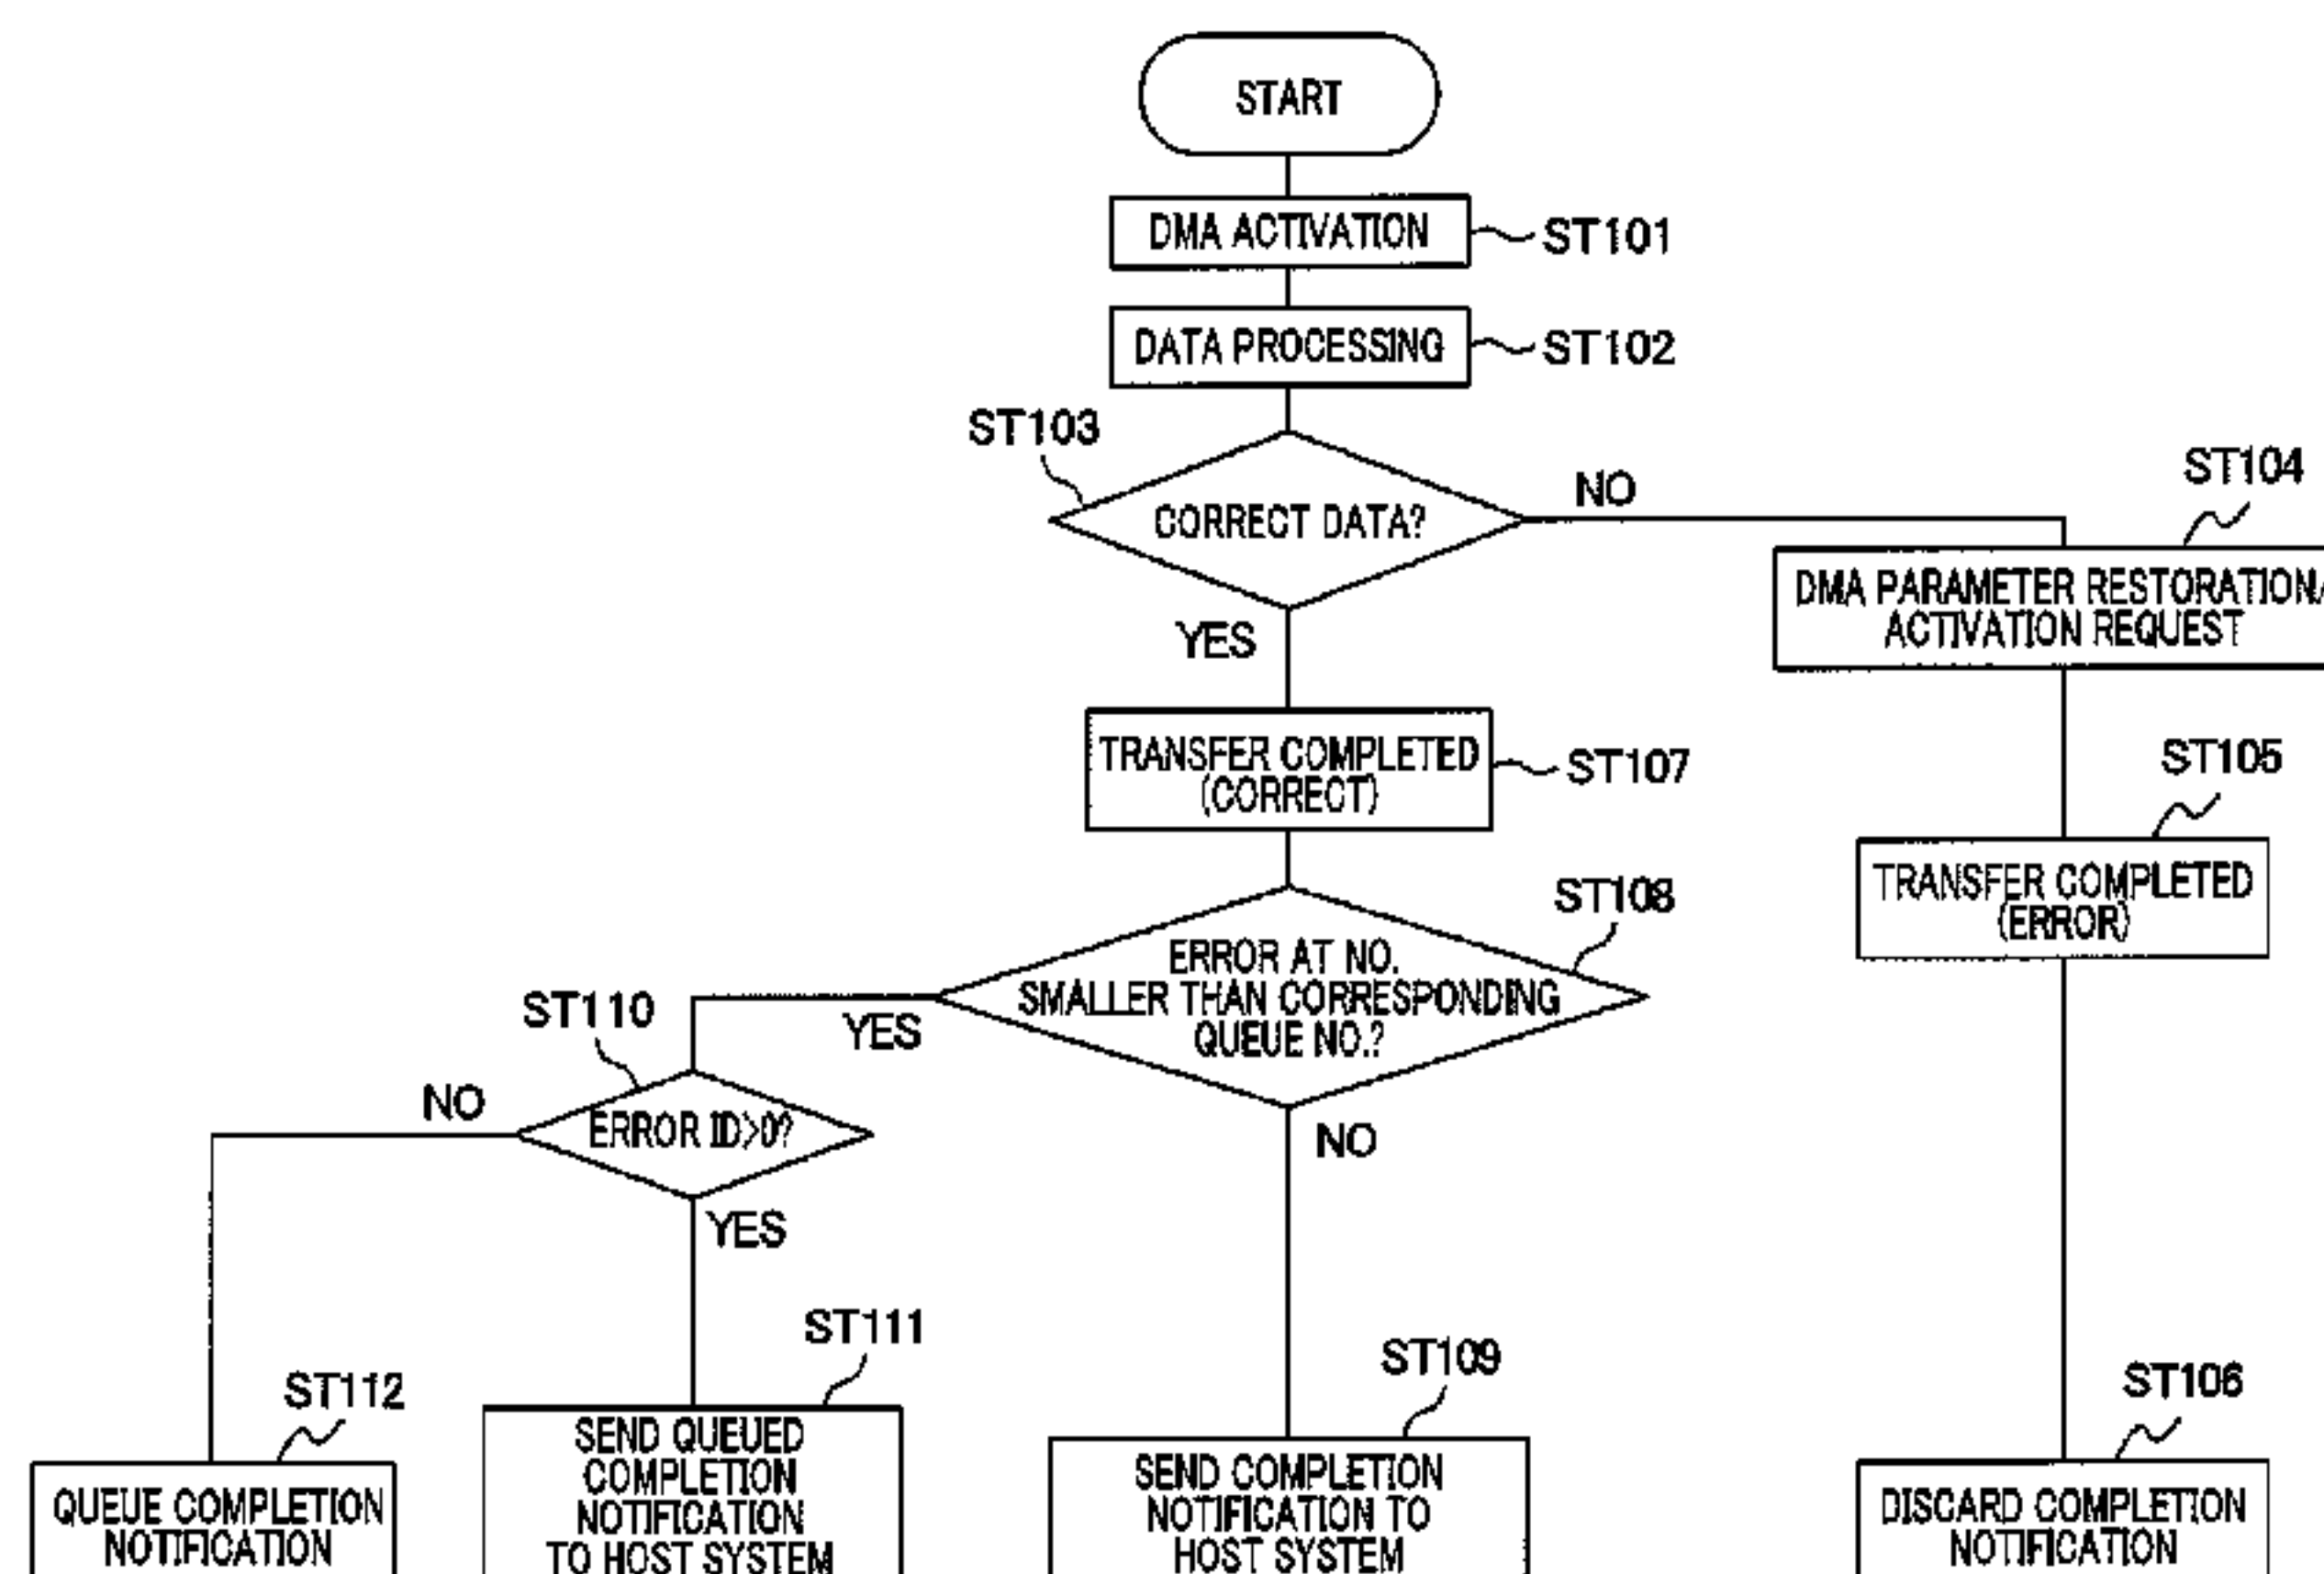 START
DMA ACTIVATION
ST101
DATA PROCESSING
ST102
ST103
CORRECT DATA?
NO
ST104
DMA PARAMETER RESTORATION/
ACTIVATION REQUEST
YES
TRANSFER COMPLETED
(CORRECT)
ST107
ST105
TRANSFER COMPLETED
(ERROR)
ST108
ERROR AT NO.
SMALLER THAN CORRESPONDING
QUEUE NO.?
YES
NO
ST110
ERROR ID>0?
NO
YES
ST111
SEND QUEUED
COMPLETION
NOTIFICATION
TO HOST SYSTEM
ST112
QUEUE COMPLETION
NOTIFICATION
ST109
SEND COMPLETION
NOTIFICATION TO
HOST SYSTEM
ST106
DISCARD COMPLETION
NOTIFICATION